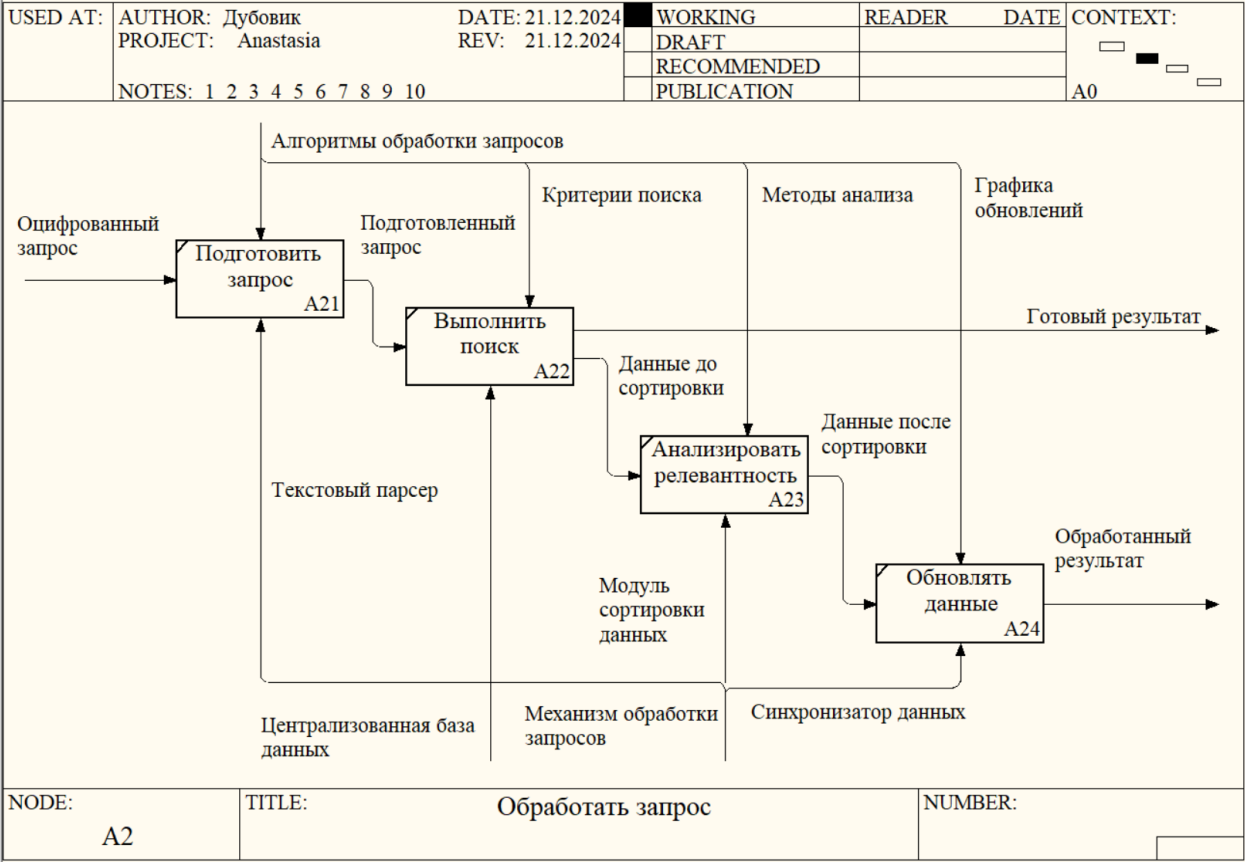 USED AT:
AUTHOR: Дубовик
DATE: 21.12.2024
PROJECT: Anastasia
REV: 21.12.2024
NOTES: 1 2 3 4 5 6 7 8 9 10
WORKING
DRAFT
RECOMMENDED
PUBLICATION
READER DATE
CONTEXT:
A0
Алгоритмы обработки запросов
Критерии поиска
Методы анализа
Графика
обновлений
Оцифрованный
запрос
Подготовить
запрос
A21
Подготовленный
запрос
Выполнить
поиск
A22
Готовый результат
Данные до
сортировки
Анализировать
релевантность
A23
Данные после
сортировки
Текстовый парсер
Обработанный
результат
Обновлять
данные
A24
Модуль
сортировки
данных
Централизованная база
данных
Механизм обработки
запросов
Синхронизатор данных
NODE:
A2
TITLE:
Обработать запрос
NUMBER: